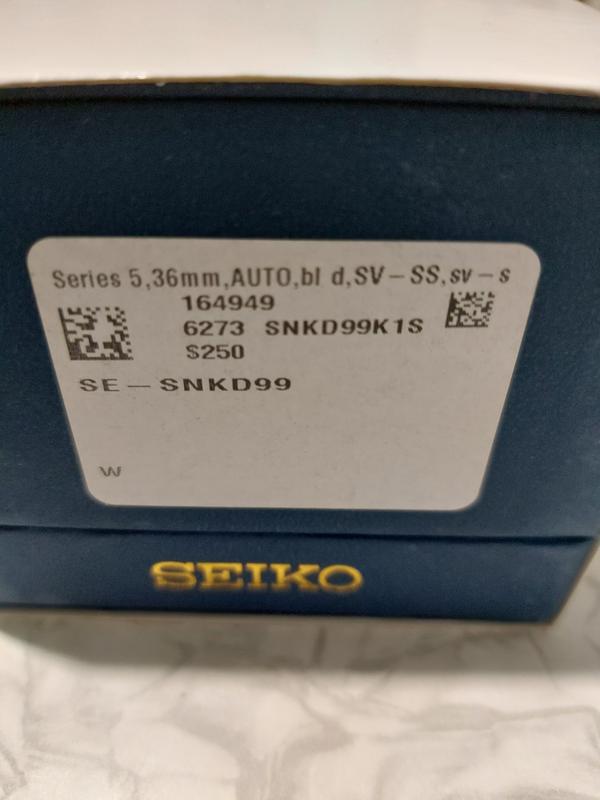 Series 5,36mm,AUTO,bl d,SV-SS,sv-s
164949
6273 SNKD99K1S
$250
SE-SNKD99
W
SEIKO